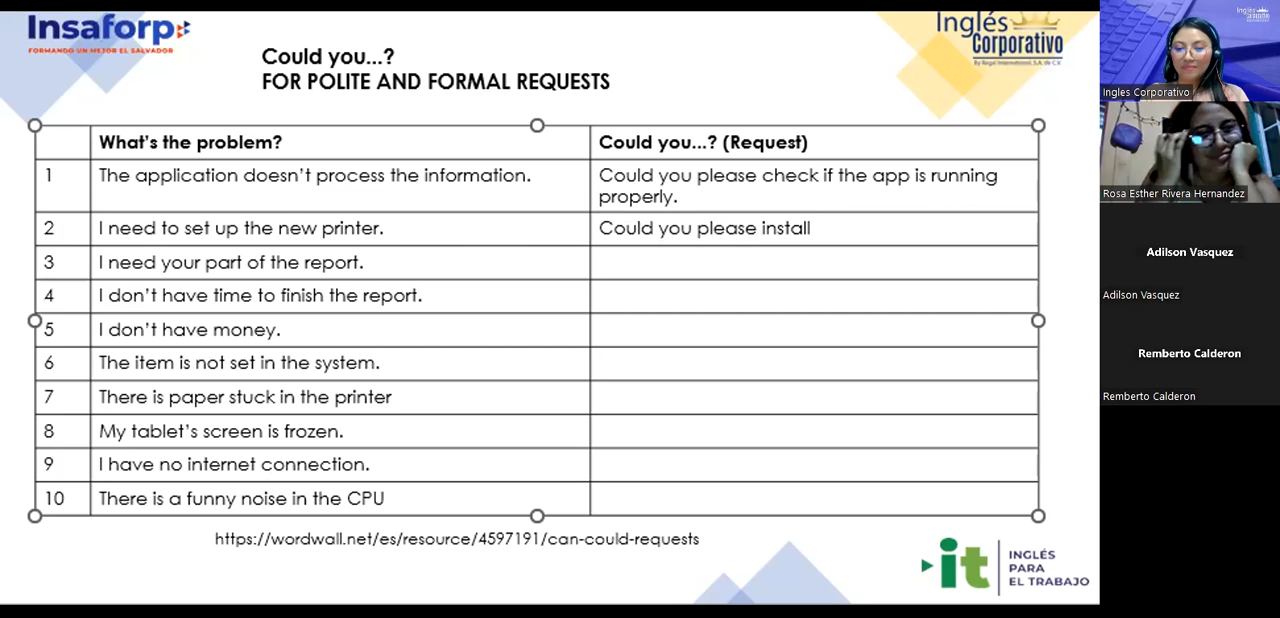 Insaforp
FORMANDO UN MEJOR EL SALVADOR
Inglés
Corporativo
By Regal International, S.A. de C.V.
Could you...?
FOR POLITE AND FORMAL REQUESTS
What's the problem? Could you...? (Request)
1 The application doesn't process the information. Could you please check if the app is running
properly.
2 I need to set up the new printer. Could you please install
3 I need your part of the report.
4 I don't have time to finish the report.
5 I don't have money.
6 The item is not set in the system.
7 There is paper stuck in the printer
8 My tablet's screen is frozen.
9 I have no internet connection.
10 There is a funny noise in the CPU
https://wordwall.net/es/resource/4597191/can-could-requests
it
INGLÉS
PARA
EL TRABAJO
Inglés
Corporativo
Ingles Corporativo
Rosa Esther Rivera Hernandez
Adilson Vasquez
Adilson Vasquez
Remberto Calderon
Remberto Calderon